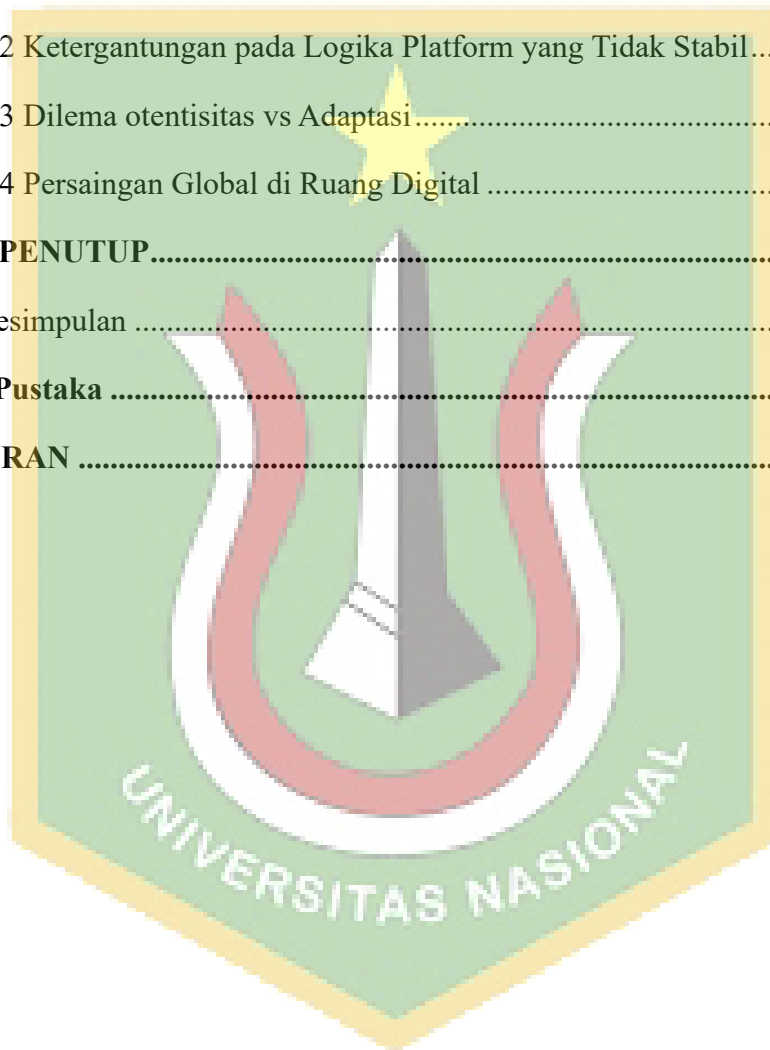 2 Ketergantungan pada Logika Platform yang Tidak Stabil...
3 Dilema otentisitas vs Adaptasi................................................
4 Persaingan Global di Ruang Digital ......................................
PENUTUP..................................................................................
esimpulan ....................................................................................
Pustaka ........................................................................................
RAN .............................................................................................
UNIVERSITAS NASIONAL